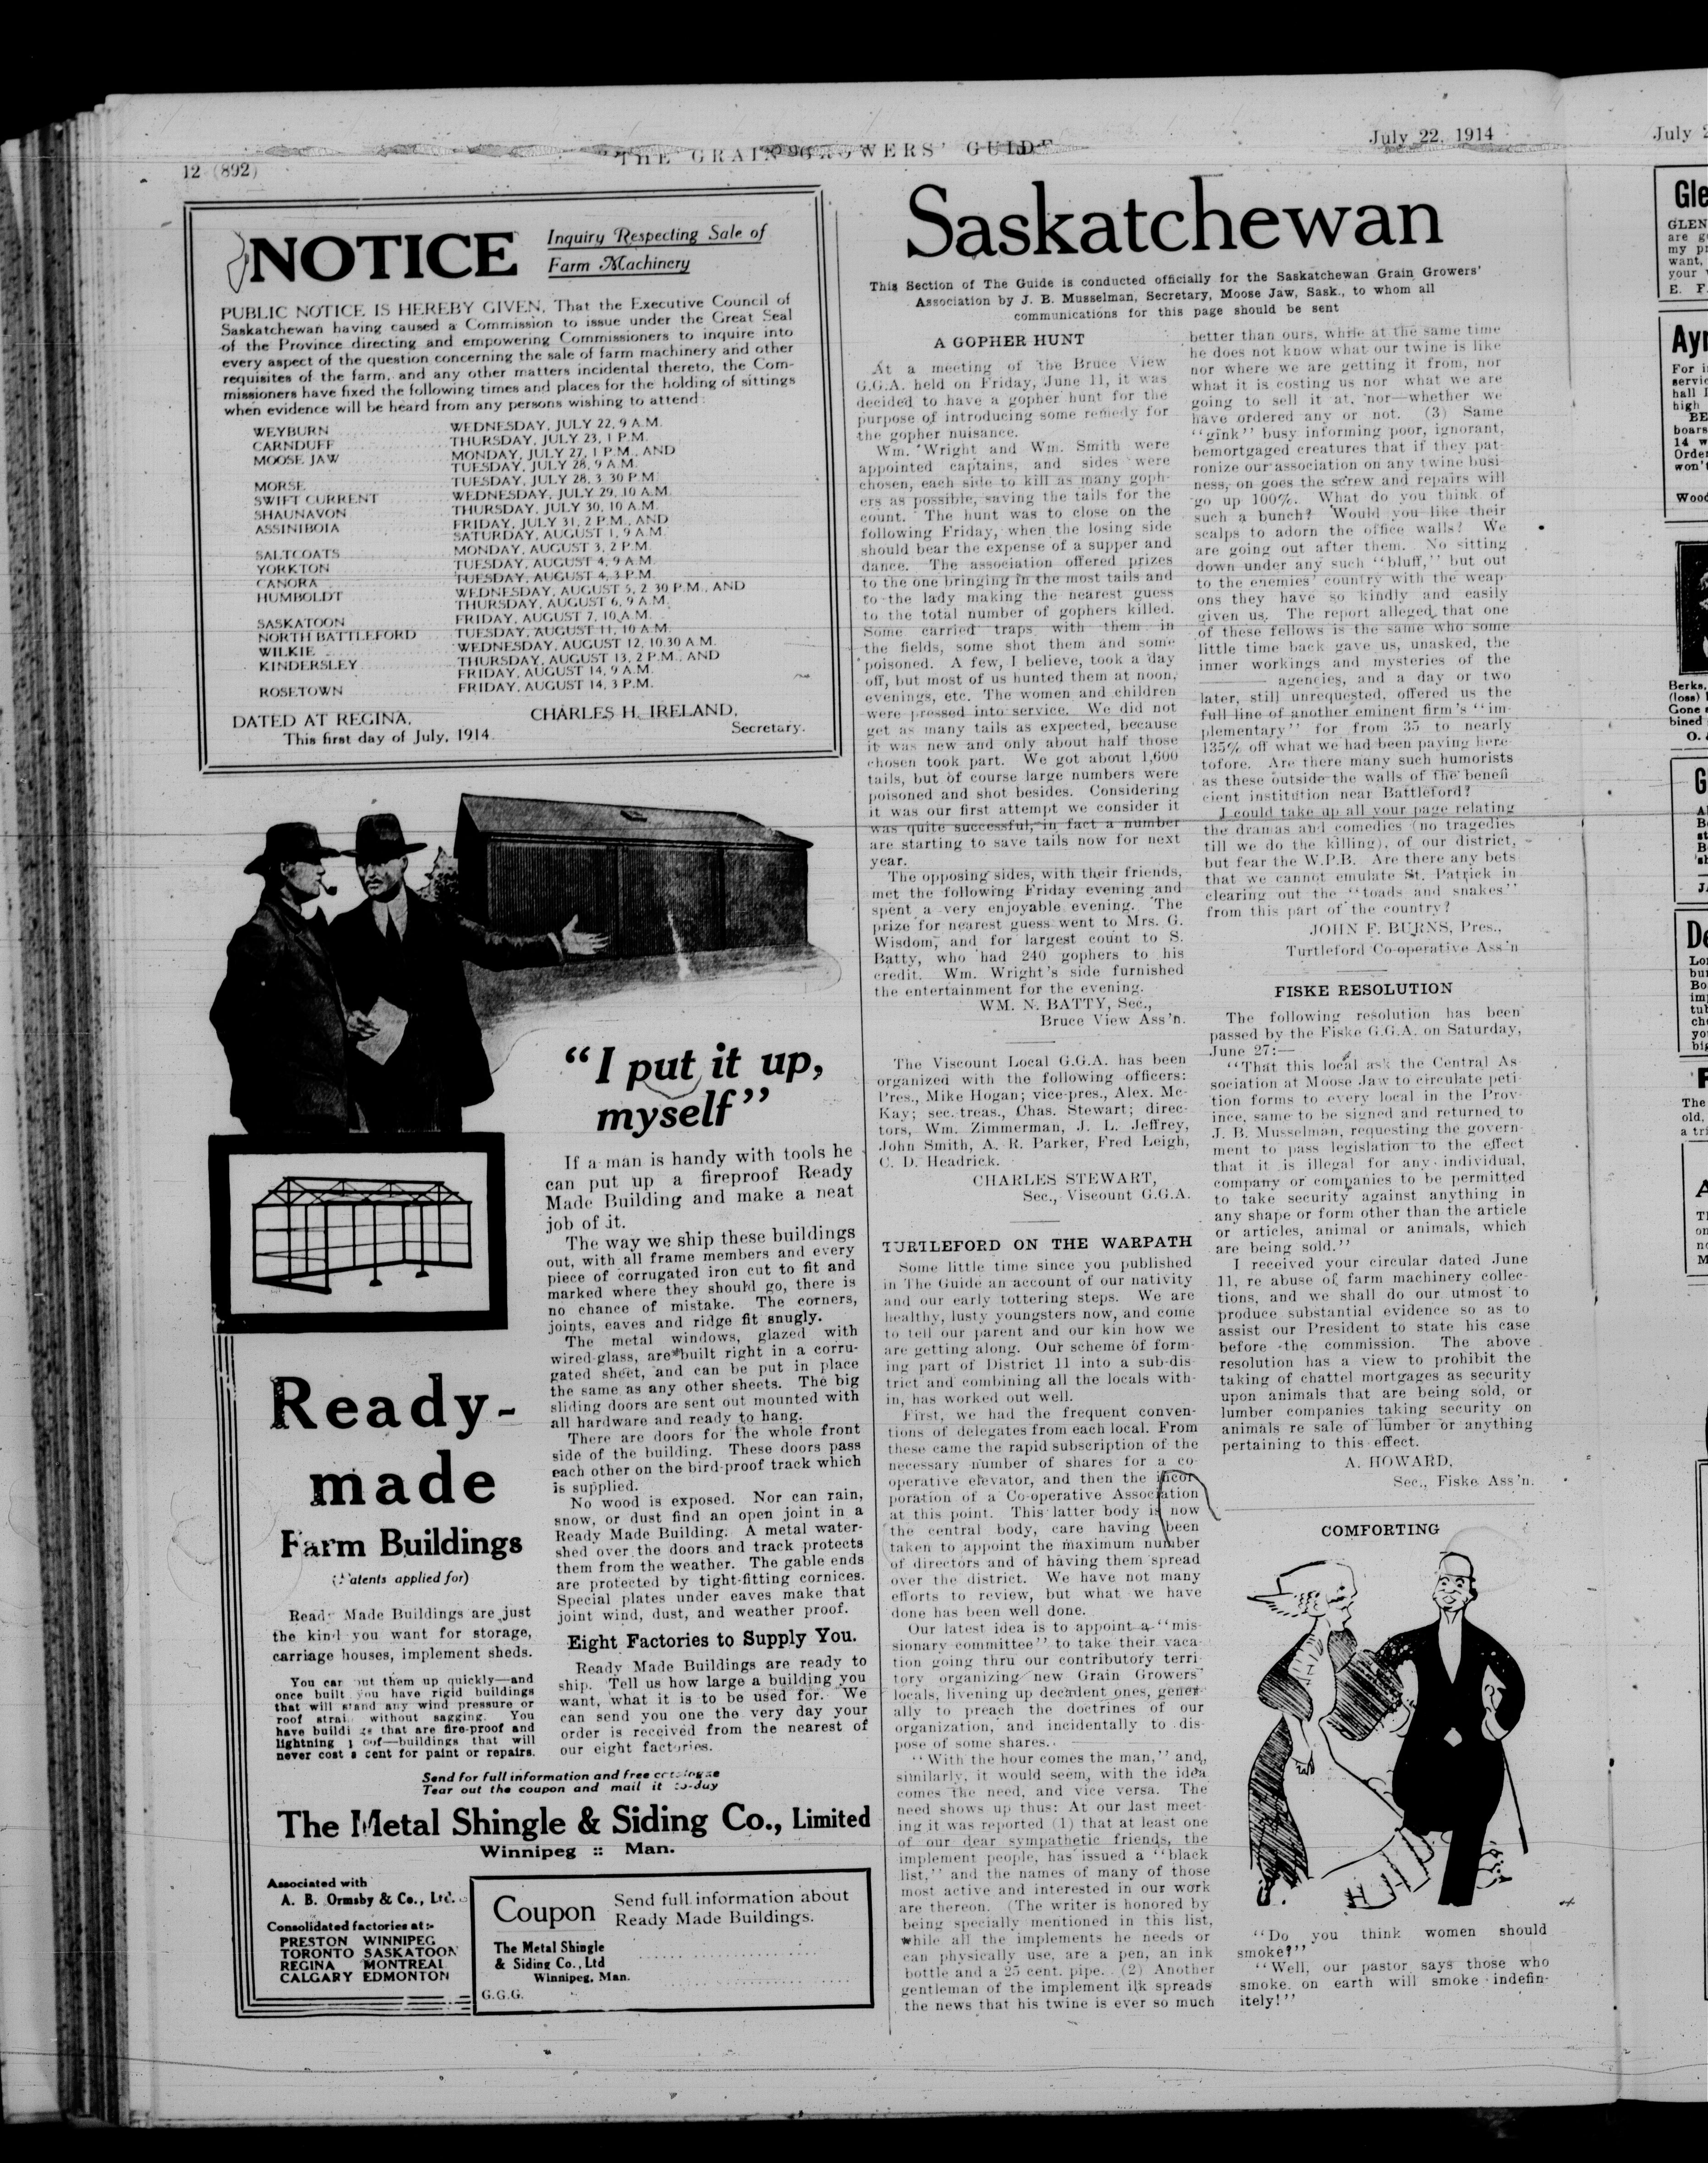 12 (892)
THE GRAIN GROWERS' GUIDE
July 22, 1914
NOTICE
Inquiry Respecting Sale of
Farm Machinery
PUBLIC NOTICE IS HEREBY GIVEN, That the Executive Council of
Saskatchewan having caused a Commission to issue under the Great Seal
of the Province directing and empowering Commissioners to inquire into
every aspect of the question concerning the sale of farm machinery and other
requisites of the farm, and any other matters incidental thereto, the Com-
missioners have fixed the following times and places for the holding of sittings
when evidence will be heard from any persons wishing to attend:
WEYBURN WEDNESDAY, JULY 22, 9 A.M.
CARNDUFF THURSDAY, JULY 23, 1 P.M.
MOOSE JAW MONDAY, JULY 27, 1 P.M., AND
TUESDAY, JULY 28, 9 A.M.
MORSE TUESDAY, JULY 28, 3.30 P.M.
SWIFT CURRENT WEDNESDAY, JULY 29, 10 A.M.
SHAUNAVON THURSDAY, JULY 30, 10 A.M.
ASSINIBOIA FRIDAY, JULY 31, 2 P.M., AND
SATURDAY, AUGUST 1, 9 A.M.
SALTCOATS MONDAY, AUGUST 3, 2 P.M.
YORKTON TUESDAY, AUGUST 4, 9 A.M.
CANORA TUESDAY, AUGUST 4, 3 P.M.
HUMBOLDT WEDNESDAY, AUGUST 5, 2.30 P.M., AND
THURSDAY, AUGUST 6, 9 A.M.
SASKATOON FRIDAY, AUGUST 7, 10 A.M.
NORTH BATTLEFORD TUESDAY, AUGUST 11, 10 A.M.
WILKIE WEDNESDAY, AUGUST 12, 10.30 A.M.
KINDERSLEY THURSDAY, AUGUST 13, 2 P.M., AND
FRIDAY, AUGUST 14, 9 A.M.
ROSETOWN FRIDAY, AUGUST 14, 3 P.M.
DATED AT REGINA,
This first day of July, 1914.
CHARLES H. IRELAND,
Secretary.
"I put it up,
myself"
If a man is handy with tools he
can put up a fireproof Ready
Made Building and make a neat
job of it.
The way we ship these buildings
out, with all frame members and every
piece of corrugated iron cut to fit and
marked where they should go, there is
no chance of mistake. The corners,
joints, eaves and ridge fit snugly.
The metal windows, glazed with
wired glass, are built right in a corru-
gated sheet, and can be put in place
the same as any other sheets. The big
sliding doors are sent out mounted with
all hardware and ready to hang.
There are doors for the whole front
side of the building. These doors pass
each other on the bird-proof track which
is supplied.
No wood is exposed. Nor can rain,
snow, or dust find an open joint in a
Ready Made Building. A metal water-
shed over the doors and track protects
them from the weather. The gable ends
are protected by tight-fitting cornices.
Special plates under eaves make that
joint wind, dust, and weather proof.
Eight Factories to Supply You.
Ready Made Buildings are ready to
ship. Tell us how large a building you
want, what it is to be used for. We
can send you one the very day your
order is received from the nearest of
our eight factories.
Ready-
made
Farm Buildings
(Patents applied for)
Ready Made Buildings are just
the kind you want for storage,
carriage houses, implement sheds.
You can put them up quickly—and
once built you have rigid buildings
that will stand any wind pressure or
roof strain without sagging. You
have buildings that are fire-proof and
lightning proof—buildings that will
never cost a cent for paint or repairs.
Send for full information and free catalogue
Tear out the coupon and mail it to-day
The Metal Shingle & Siding Co., Limited
Winnipeg :: Man.
Associated with
A. B. Ormsby & Co., Ltd.
Consolidated factories at:-
PRESTON WINNIPEG
TORONTO SASKATOON
REGINA MONTREAL
CALGARY EDMONTON
Coupon
Send full information about
Ready Made Buildings.
The Metal Shingle
& Siding Co., Ltd
Winnipeg, Man.
G.G.G.
Saskatchewan
This Section of The Guide is conducted officially for the Saskatchewan Grain Growers'
Association by J. B. Musselman, Secretary, Moose Jaw, Sask., to whom all
communications for this page should be sent
A GOPHER HUNT
At a meeting of the Bruce View
G.G.A. held on Friday, June 11, it was
decided to have a gopher hunt for the
purpose of introducing some remedy for
the gopher nuisance.
Wm. Wright and Wm. Smith were
appointed captains, and sides were
chosen, each side to kill as many goph-
ers as possible, saving the tails for the
count. The hunt was to close on the
following Friday, when the losing side
should bear the expense of a supper and
dance. The association offered prizes
to the one bringing in the most tails and
to the lady making the nearest guess
to the total number of gophers killed.
Some carried traps with them in
the fields, some shot them and some
poisoned. A few, I believe, took a day
off, but most of us hunted them at noon,
evenings, etc. The women and children
were pressed into service. We did not
get as many tails as expected, because
it was new and only about half those
chosen took part. We got about 1,600
tails, but of course large numbers were
poisoned and shot besides. Considering
it was our first attempt we consider it
was quite successful, in fact a number
are starting to save tails now for next
year.
The opposing sides, with their friends,
met the following Friday evening and
spent a very enjoyable evening. The
prize for nearest guess went to Mrs. G.
Wisdom, and for largest count to S.
Batty, who had 240 gophers to his
credit. Wm. Wright's side furnished
the entertainment for the evening.
WM. N. BATTY, Sec.,
Bruce View Ass'n.
The Viscount Local G.G.A. has been
organized with the following officers:
Pres., Mike Hogan; vice-pres., Alex. Mc-
Kay; sec.-treas., Chas. Stewart; direc-
tors, Wm. Zimmerman, J. L. Jeffrey,
John Smith, A. R. Parker, Fred Leigh,
C. D. Headrick.
CHARLES STEWART,
Sec., Viscount G.G.A.
TURTLEFORD ON THE WARPATH
Some little time since you published
in The Guide an account of our nativity
and our early tottering steps. We are
healthy, lusty youngsters now, and come
to tell our parent and our kin how we
are getting along. Our scheme of form-
ing part of District 11 into a sub-dis-
trict and combining all the locals with-
in, has worked out well.
First, we had the frequent conven-
tions of delegates from each local. From
these came the rapid subscription of the
necessary number of shares for a co-
operative elevator, and then the incor-
poration of a Co-operative Association
at this point. This latter body is now
the central body, care having been
taken to appoint the maximum number
of directors and of having them spread
over the district. We have not many
efforts to review, but what we have
done has been well done.
Our latest idea is to appoint a "mis-
sionary committee" to take their vaca-
tion going thru our contributory terri-
tory organizing new Grain Growers'
locals, livening up decadent ones, gener-
ally to preach the doctrines of our
organization, and incidentally to dis-
pose of some shares.
"With the hour comes the man," and,
similarly, it would seem, with the idea
comes the need, and vice versa. The
need shows up thus: At our last meet-
ing it was reported (1) that at least one
of our dear sympathetic friends, the
implement people, has issued a "black
list," and the names of many of those
most active and interested in our work
are thereon. (The writer is honored by
being specially mentioned in this list,
while all the implements he needs or
can physically use, are a pen, an ink
bottle and a 25 cent. pipe. (2) Another
gentleman of the implement ilk spreads
the news that his twine is ever so much
better than ours, while at the same time
he does not know what our twine is like
nor where we are getting it from, nor
what it is costing us nor what we are
going to sell it at, nor—whether we
have ordered any or not. (3) Same
"gink" busy informing poor, ignorant,
bemortgaged creatures that if they pat-
ronize our association on any twine busi-
ness, on goes the screw and repairs will
go up 100%. What do you think of
such a bunch? Would you like their
scalps to adorn the office walls? We
are going out after them. No sitting
down under any such "bluff," but out
to the enemies' country with the weap-
ons they have so kindly and easily
given us. The report alleged that one
of these fellows is the same who some
little time back gave us, unasked, the
inner workings and mysteries of the
——— agencies, and a day or two
later, still unrequested, offered us the
full line of another eminent firm's "im-
plementary" for from 35 to nearly
135% off what we had been paying here-
tofore. Are there many such humorists
as these outside the walls of the benefi-
cient institution near Battleford?
I could take up all your page relating
the dramas and comedies (no tragedies
till we do the killing), of our district,
but fear the W.P.B. Are there any bets
that we cannot emulate St. Patrick in
clearing out the "toads and snakes"
from this part of the country?
JOHN F. BURNS, Pres.,
Turtleford Co-operative Ass'n
FISKE RESOLUTION
The following resolution has been
passed by the Fiske G.G.A. on Saturday,
June 27:—
"That this local ask the Central As-
sociation at Moose Jaw to circulate peti-
tion forms to every local in the Prov-
ince, same to be signed and returned to
J. B. Musselman, requesting the govern-
ment to pass legislation to the effect
that it is illegal for any individual,
company or companies to be permitted
to take security against anything in
any shape or form other than the article
or articles, animal or animals, which
are being sold."
I received your circular dated June
11, re abuse of farm machinery collec-
tions, and we shall do our utmost to
produce substantial evidence so as to
assist our President to state his case
before the commission. The above
resolution has a view to prohibit the
taking of chattel mortgages as security
upon animals that are being sold, or
lumber companies taking security on
animals re sale of lumber or anything
pertaining to this effect.
A. HOWARD,
Sec., Fiske Ass'n.
COMFORTING
"Do you think women should
smoke?"
"Well, our pastor says those who
smoke on earth will smoke indefin-
itely!"
July
Gle
GLEN
are
my
want,
your
E. F.
Ayr
For
servic
hall
high
BE
boars
14 w
Order
won't
Wood
Berks,
(loss)
Gone
bined
O.
G
De
The
old,